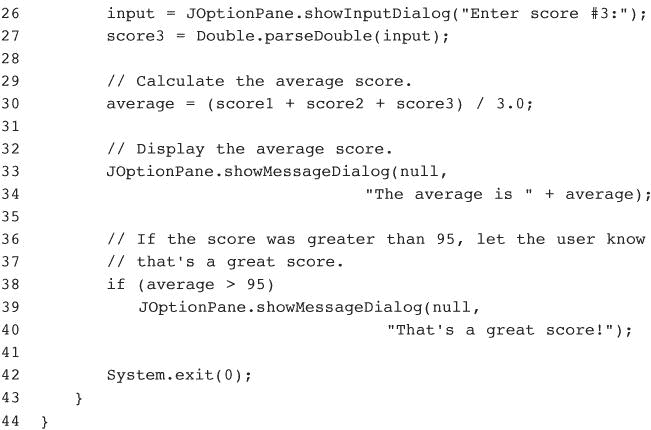 26         input = JOptionPane.showInputDialog("Enter score #3:");
27         score3 = Double.parseDouble(input);
28
29         // Calculate the average score.
30         average = (score1 + score2 + score3) / 3.0;
31
32         // Display the average score.
33         JOptionPane.showMessageDialog(null,
34                                  "The average is " + average);
35
36         // If the score was greater than 95, let the user know
37         // that's a great score.
38         if (average > 95)
39            JOptionPane.showMessageDialog(null,
40                                    "That's a great score!");
41
42         System.exit(0);
43      }
44  }